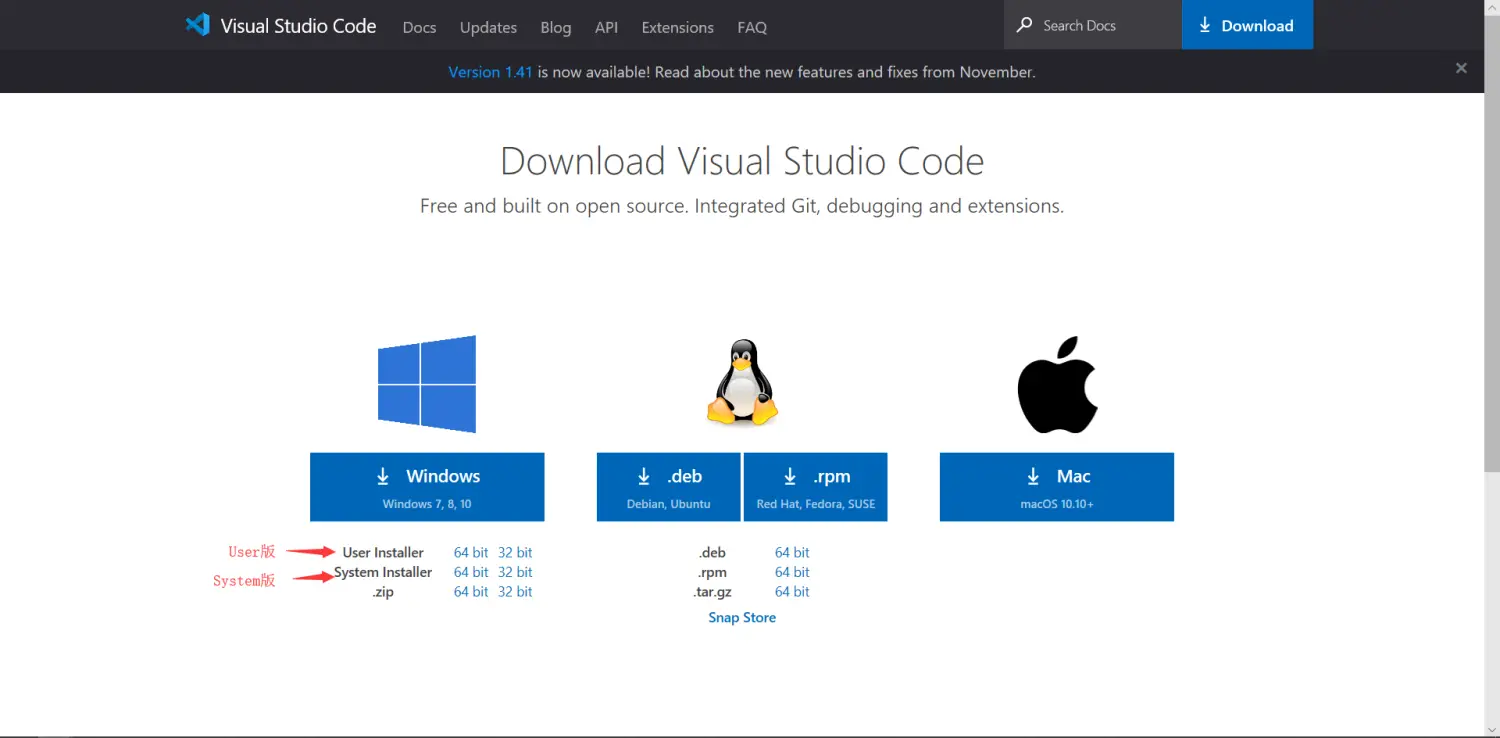 Visual Studio Code Docs Updates Blog API Extensions FAQ Search Docs Download
Version 1.41 is now available! Read about the new features and fixes from November.
Download Visual Studio Code
Free and built on open source. Integrated Git, debugging and extensions.
Windows
Windows 7, 8, 10
.deb
Debian, Ubuntu
.rpm
Red Hat, Fedora, SUSE
Mac
macOS 10.10+
User版 User Installer 64 bit 32 bit
System版 System Installer 64 bit 32 bit
.zip 64 bit 32 bit
.deb 64 bit
.rpm 64 bit
.tar.gz 64 bit
Snap Store